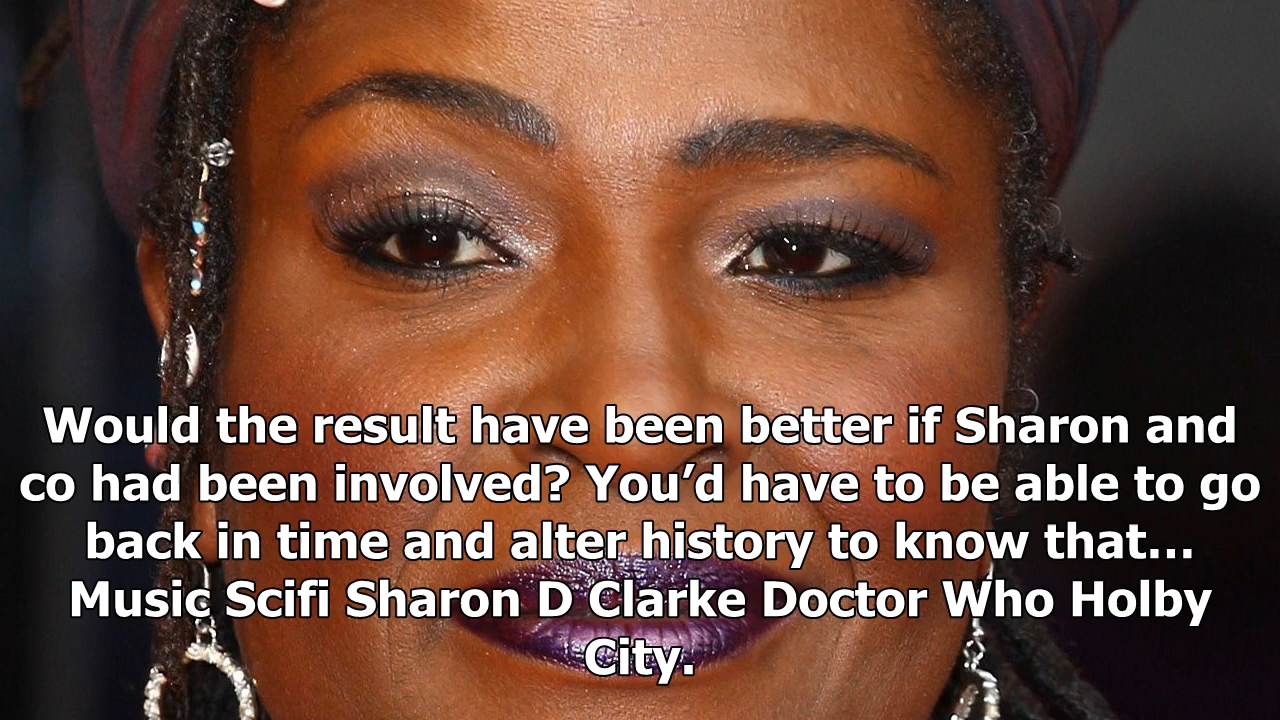 Would the result have been better if Sharon and
co had been involved? You’d have to be able to go
back in time and alter history to know that…
Music Scifi Sharon D Clarke Doctor Who Holby
City.